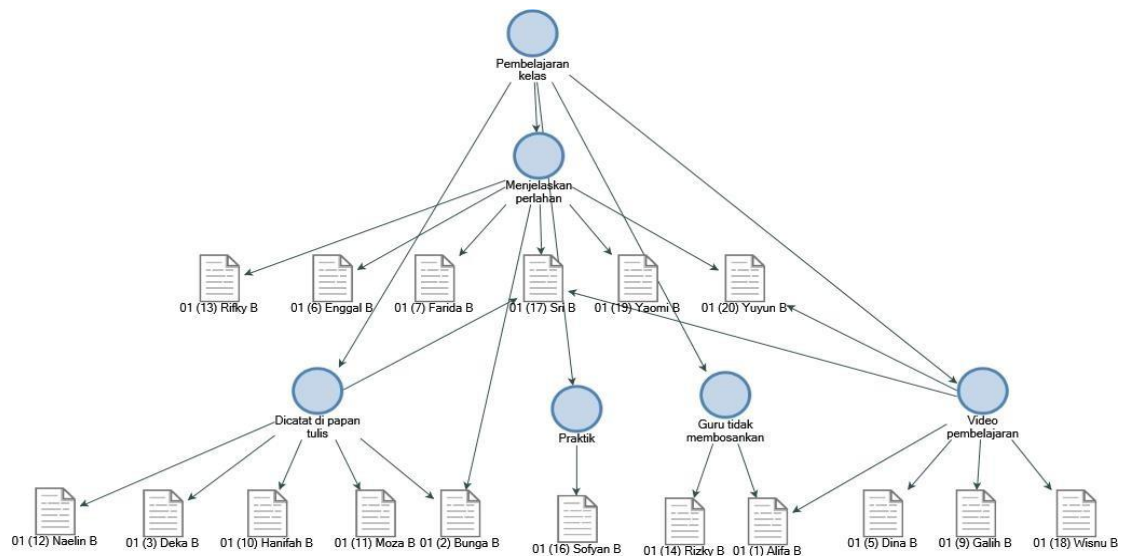 Pembelajaran
kelas
Menjelaskan
perlahan
01 (13) Rifky B
01 (6) Enggal B
01 (7) Farida B
01 (17) Sri B
01 (19) Yaomi B
01 (20) Yuyun B
Dicatat di papan
tulis
Praktik
Guru tidak
membosankan
Video
pembelajaran
01 (12) Naelin B
01 (3) Deka B
01 (10) Hanifah B
01 (11) Moza B
01 (2) Bunga B
01 (16) Sofyan B
01 (14) Rizky B
01 (1) Alifa B
01 (5) Dina B
01 (9) Galih B
01 (18) Wisnu B